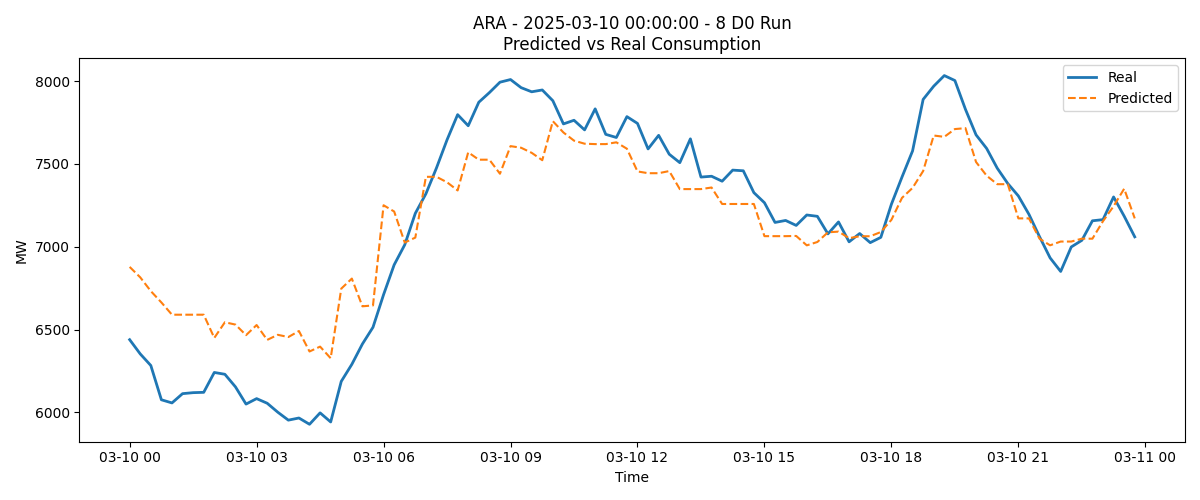 ARA - 2025-03-10 00:00:00 - 8 D0 Run
Predicted vs Real Consumption
Real
Predicted
MW
8000
7500
7000
6500
6000
03-10 00
03-10 03
03-10 06
03-10 09
03-10 12
03-10 15
03-10 18
03-10 21
03-11 00
Time